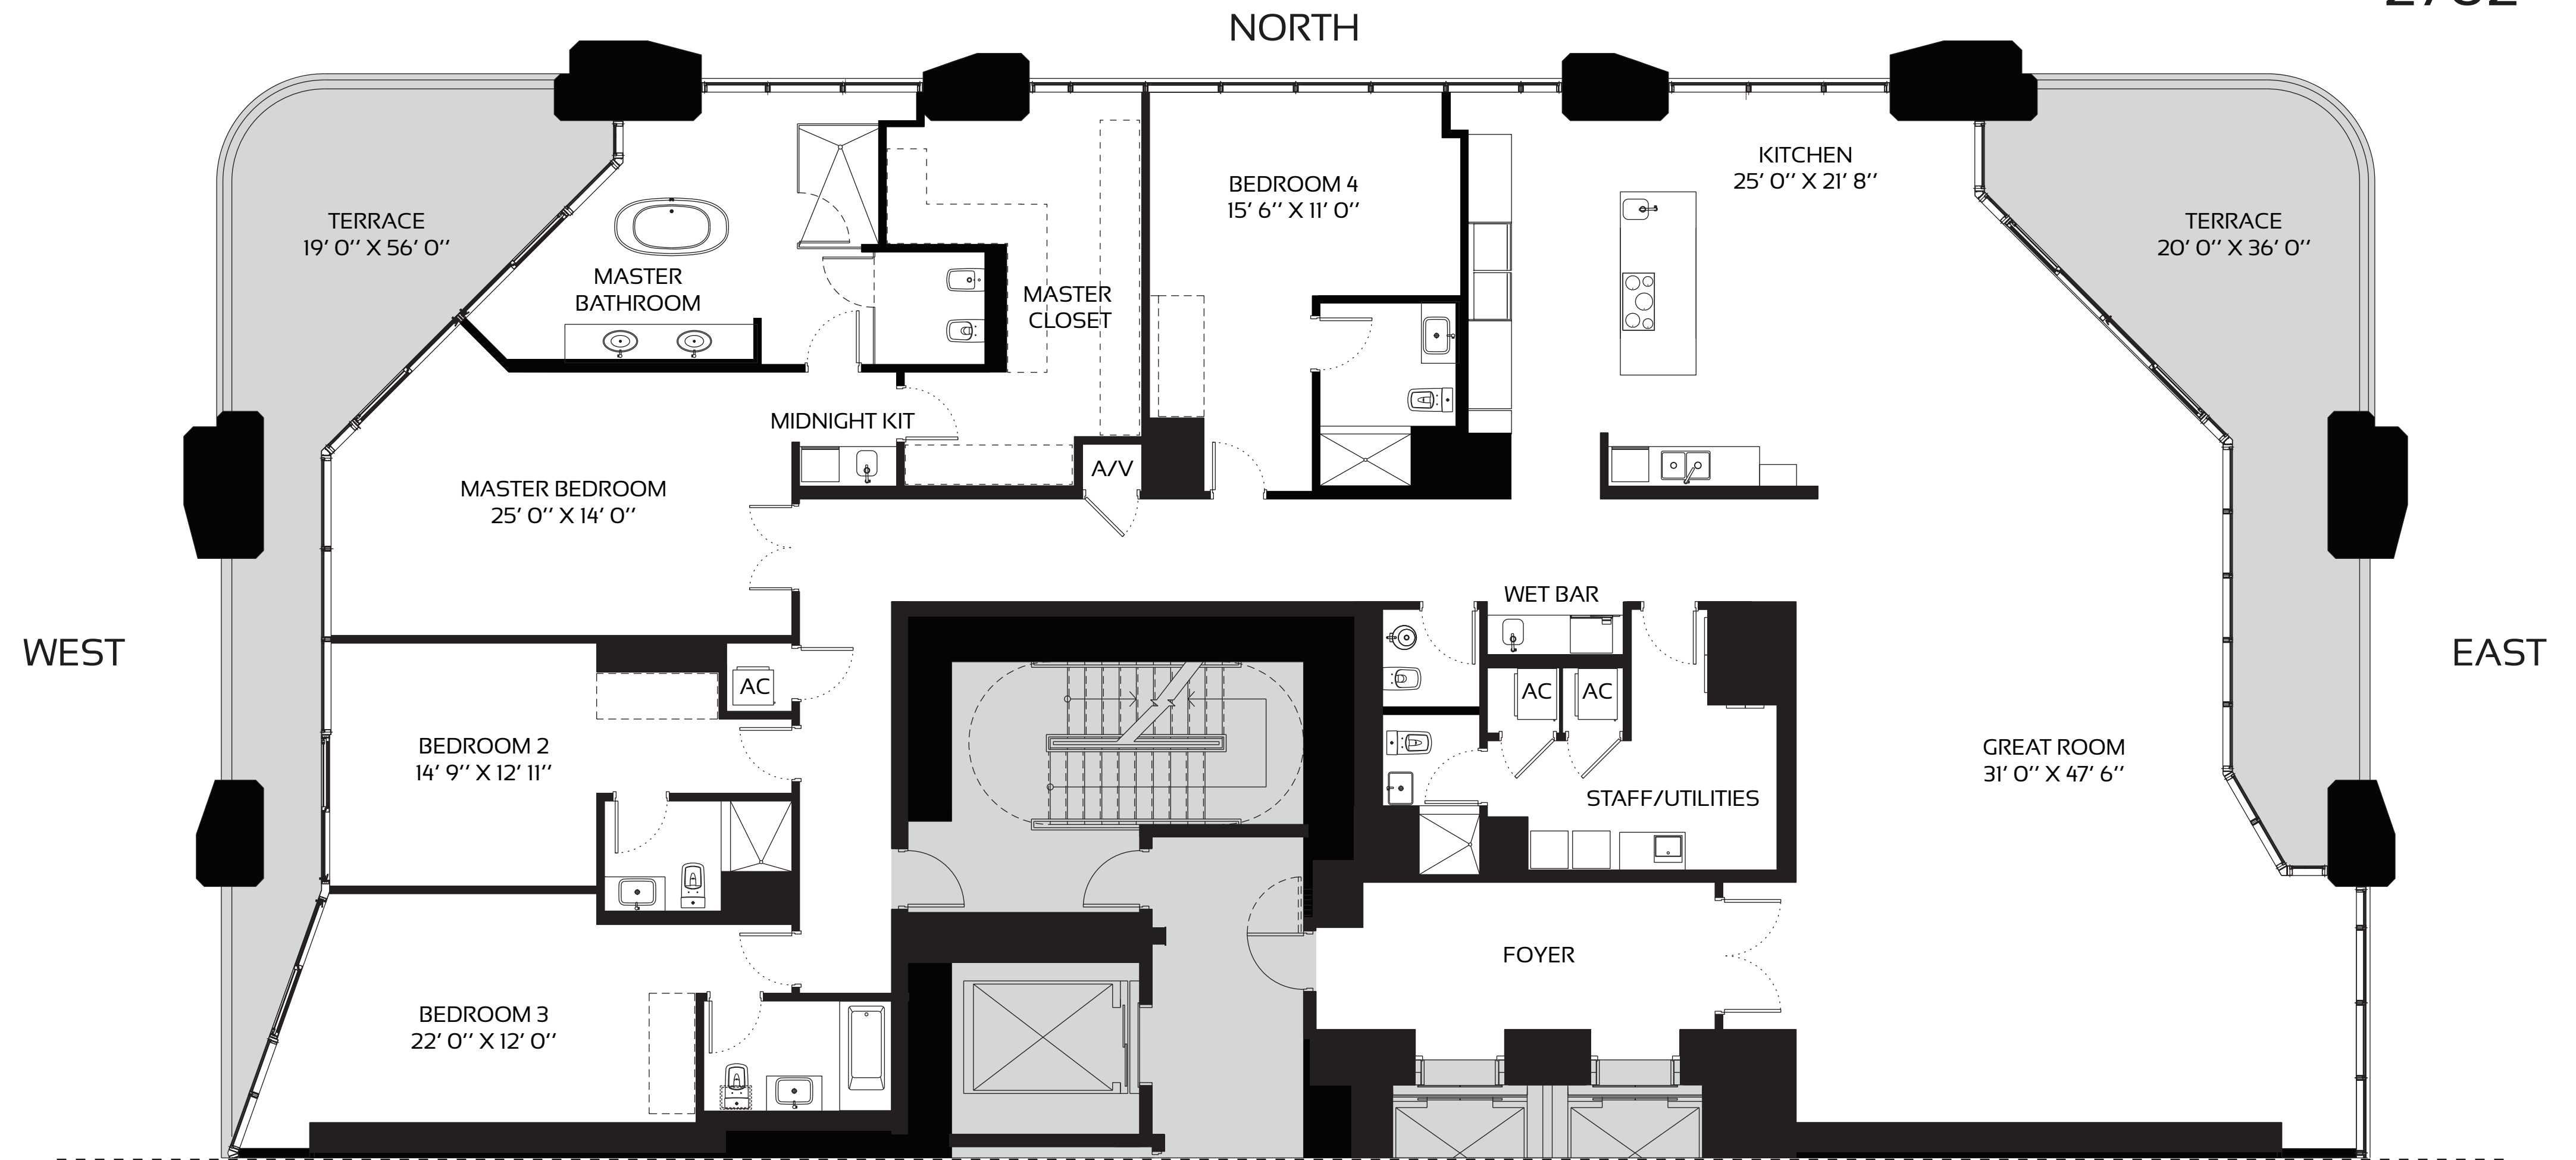 NORTH
KITCHEN
25' 0'' X 21' 8''
BEDROOM 4
15' 6'' X 11' 0''
TERRACE
19' 0'' X 56' 0''
TERRACE
20' 0'' X 36' 0''
MASTER
BATHROOM
MASTER
CLOSET
MIDNIGHT KIT
A/V
MASTER BEDROOM
25' 0'' X 14' 0''
WET BAR
WEST
EAST
AC
AC
AC
BEDROOM 2
14' 9'' X 12' 11''
GREAT ROOM
31' 0'' X 47' 6''
STAFF/UTILITIES
FOYER
BEDROOM 3
22' 0'' X 12' 0''